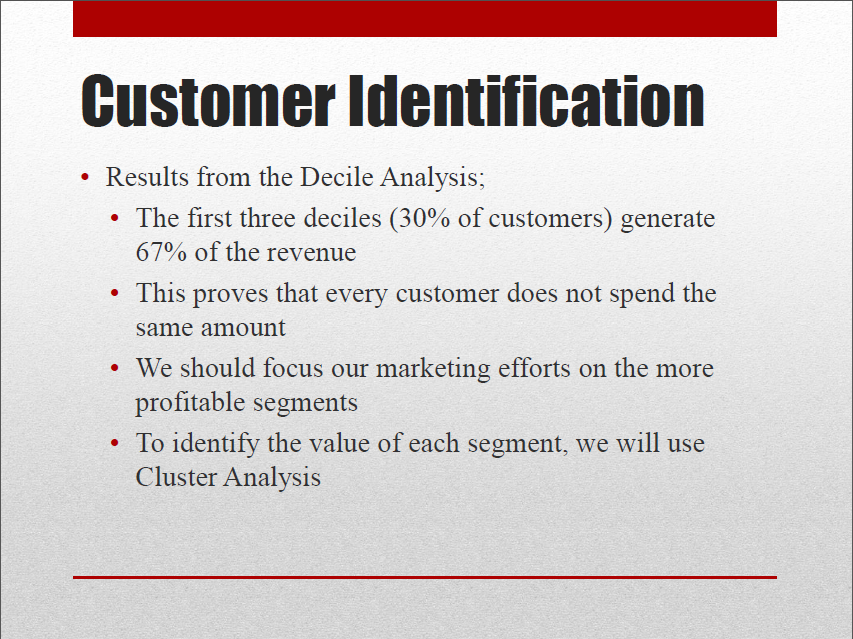 Customer Identification
• Results from the Decile Analysis;
• The first three deciles (30% of customers) generate
67% of the revenue
• This proves that every customer does not spend the
same amount
• We should focus our marketing efforts on the more
profitable segments
• To identify the value of each segment, we will use
Cluster Analysis